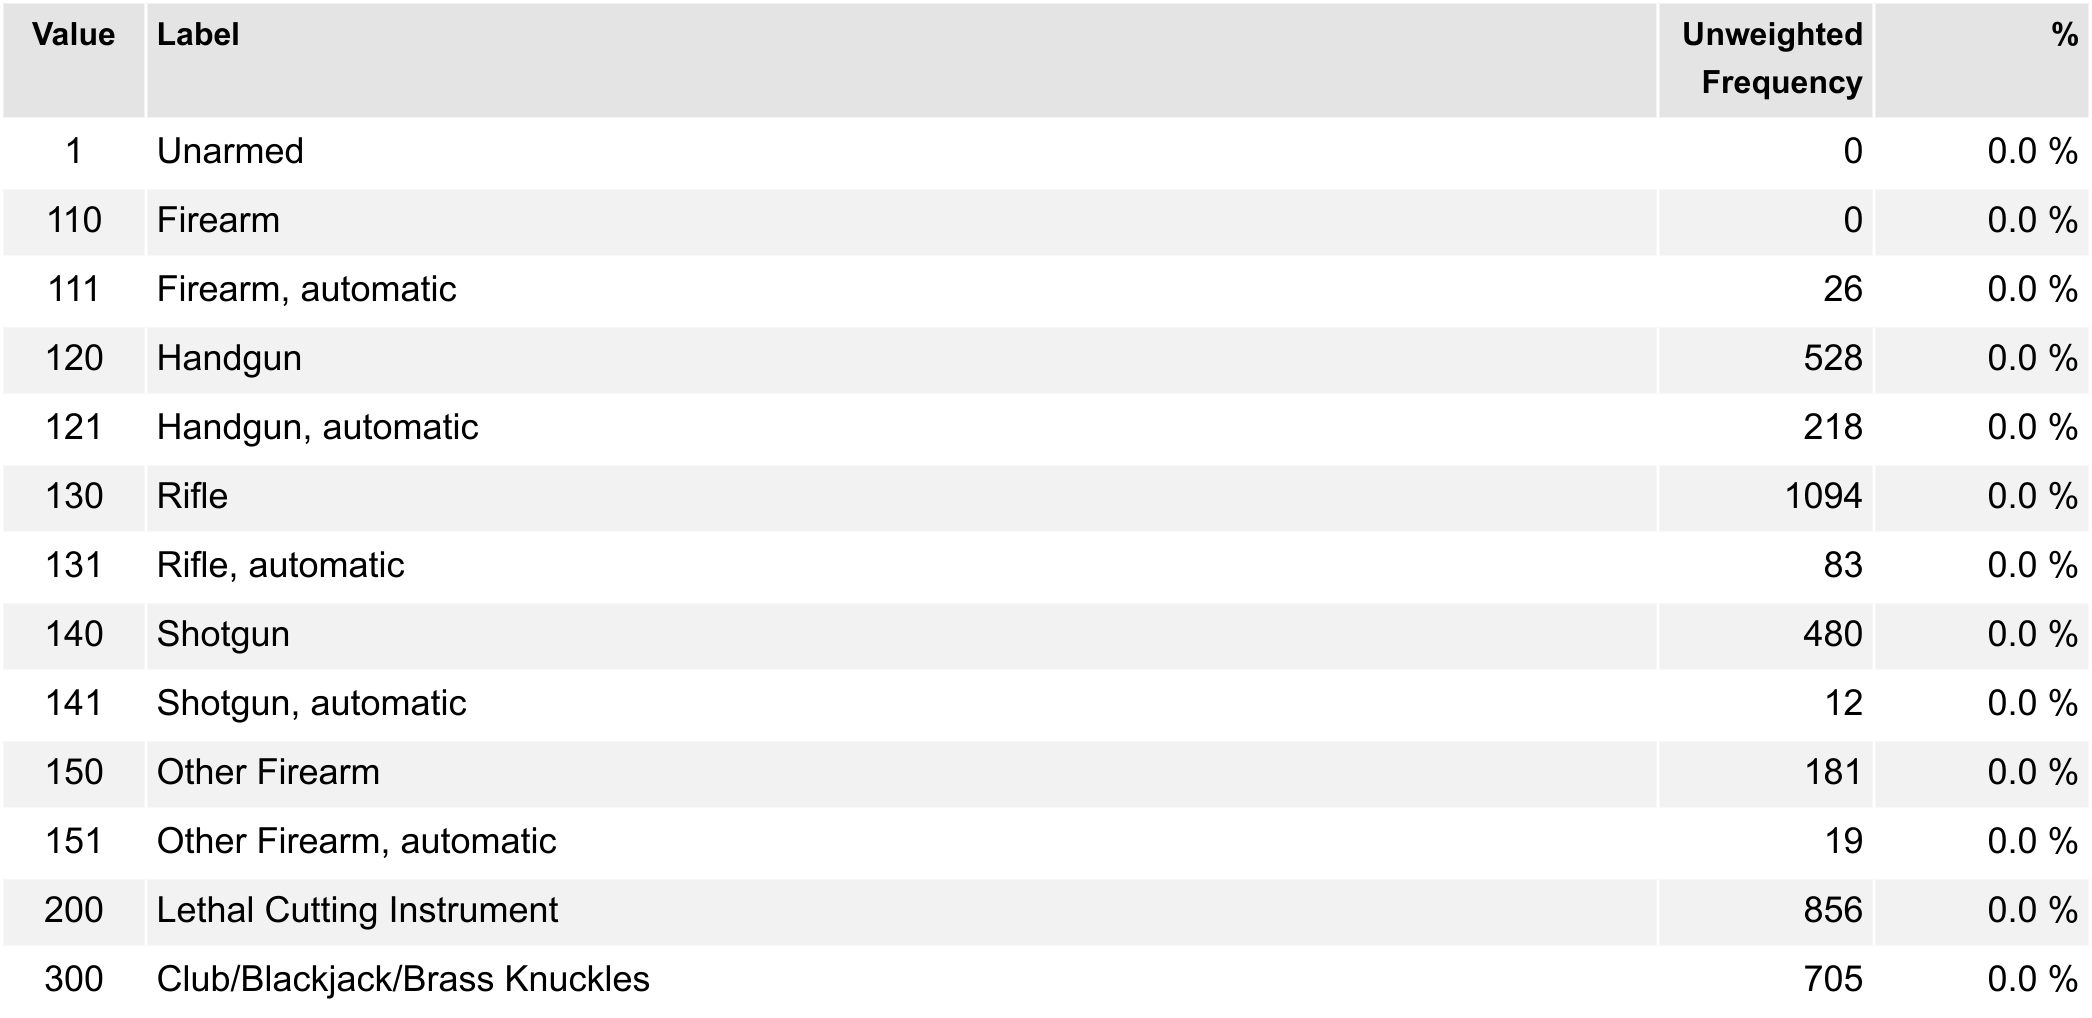 Value Label Unweighted Frequency %
1 Unarmed 0 0.0 %
110 Firearm 0 0.0 %
111 Firearm, automatic 26 0.0 %
120 Handgun 528 0.0 %
121 Handgun, automatic 218 0.0 %
130 Rifle 1094 0.0 %
131 Rifle, automatic 83 0.0 %
140 Shotgun 480 0.0 %
141 Shotgun, automatic 12 0.0 %
150 Other Firearm 181 0.0 %
151 Other Firearm, automatic 19 0.0 %
200 Lethal Cutting Instrument 856 0.0 %
300 Club/Blackjack/Brass Knuckles 705 0.0 %